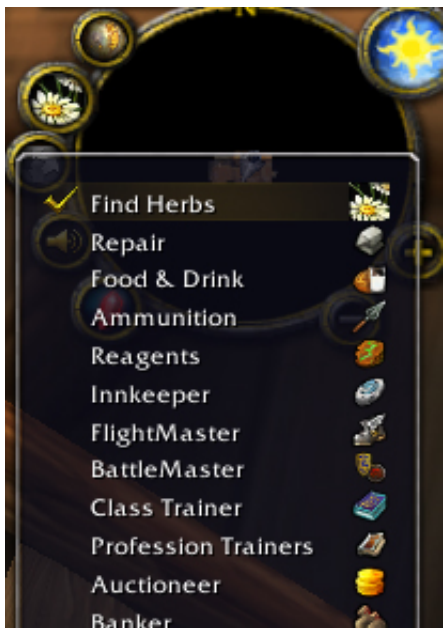 N
Find Herbs
Repair
Food & Drink
Ammunition
Reagents
Innkeeper
FlightMaster
BattleMaster
Class Trainer
Profession Trainers
Auctioneer
Banker